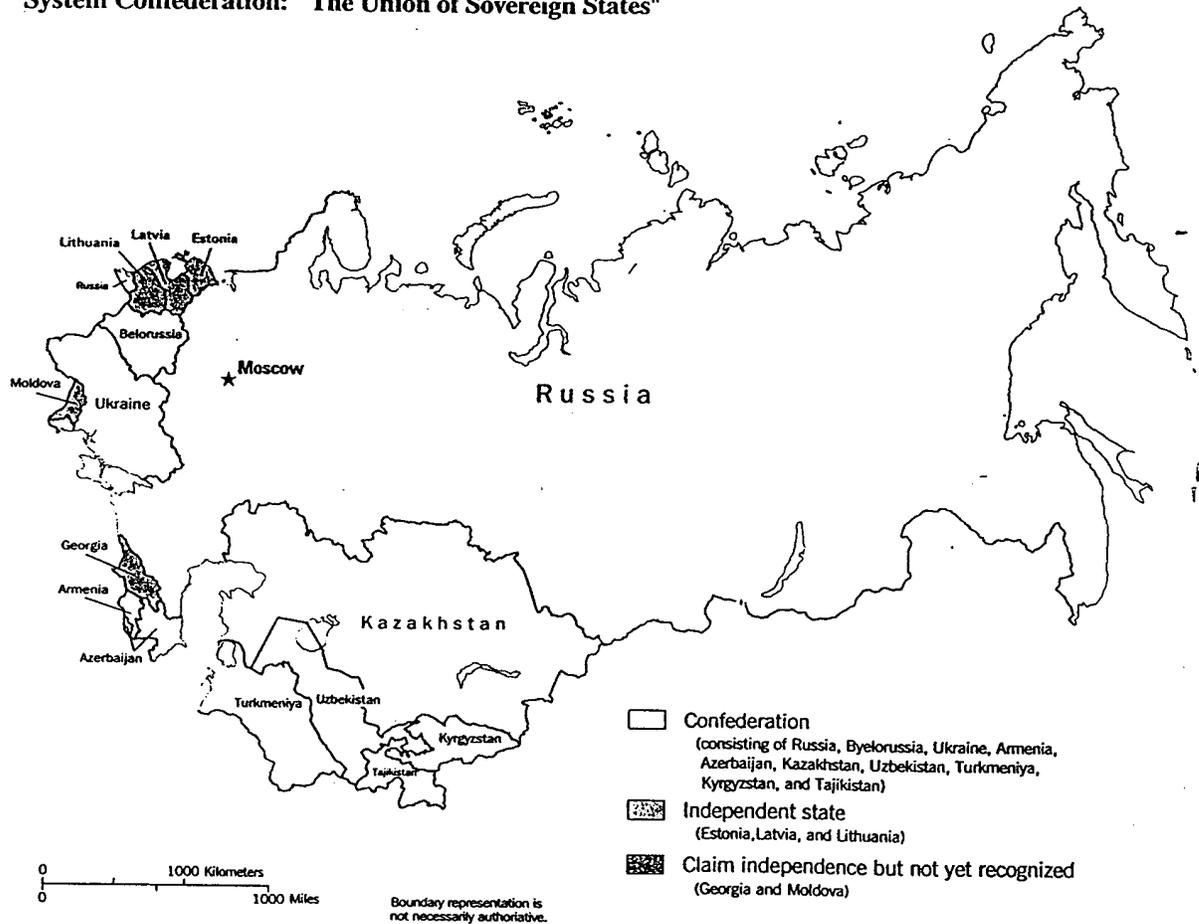 System Confederation: "The Union of Sovereign States"
Lithuania
Latvia
Estonia
Russia
Belorussia
Moscow
Moldova
Ukraine
Russia
Georgia
Armenia
Kazakhstan
Azerbaijan
Turkmeniya
Uzbekistan
Kyrgyzstan
Tajikistan
Confederation
(consisting of Russia, Byelorussia, Ukraine, Armenia,
Azerbaijan, Kazakhstan, Uzbekistan, Turkmeniya,
Kyrgyzstan, and Tajikistan)
Independent state
(Estonia,Latvia, and Lithuania)
Claim independence but not yet recognized
(Georgia and Moldova)
0 1000 Kilometers
0 1000 Miles
Boundary representation is
not necessarily authoriative.